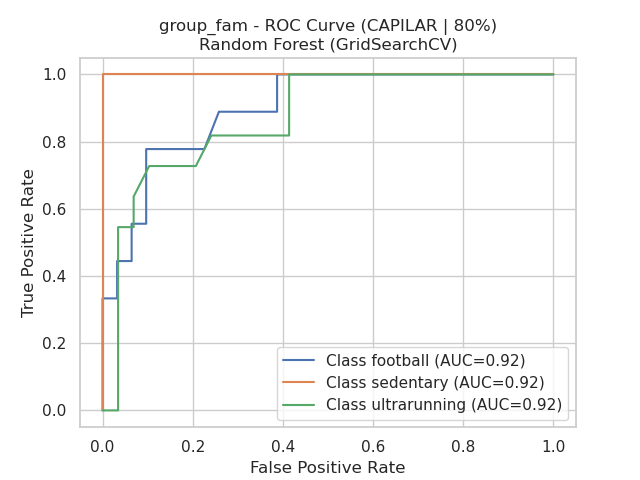 group_fam - ROC Curve (CAPILAR | 80%)
Random Forest (GridSearchCV)
True Positive Rate
1.0
0.8
0.6
0.4
0.2
0.0
0.0
0.2
0.4
0.6
0.8
1.0
False Positive Rate
Class football (AUC=0.92)
Class sedentary (AUC=0.92)
Class ultrarunning (AUC=0.92)